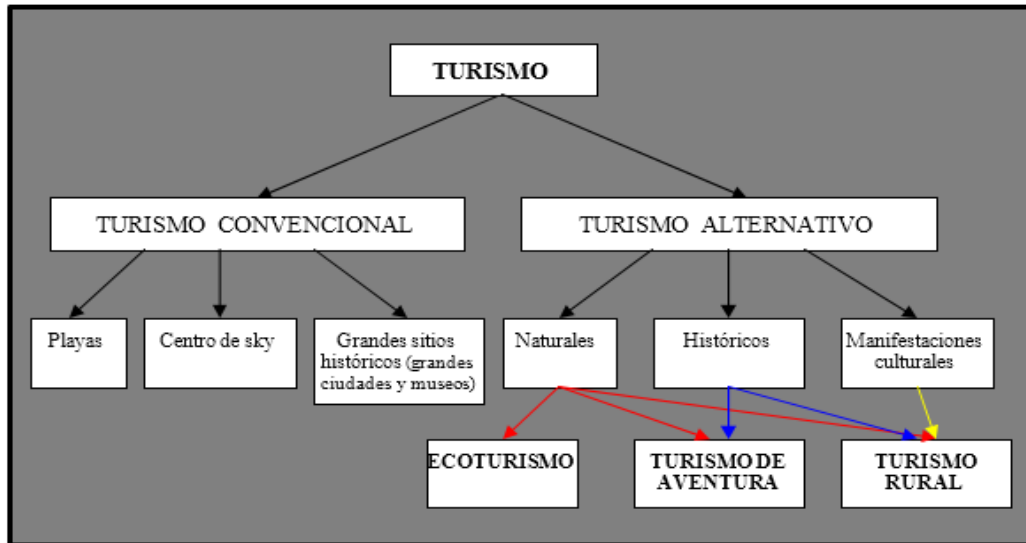 TURISMO
TURISMO CONVENCIONAL
TURISMO ALTERNATIVO
Playas
Centro de sky
Grandes sitios
históricos (grandes
ciudades y museos)
Naturales
Históricos
Manifestaciones
culturales
ECOTURISMO
TURISMO DE
AVENTURA
TURISMO
RURAL